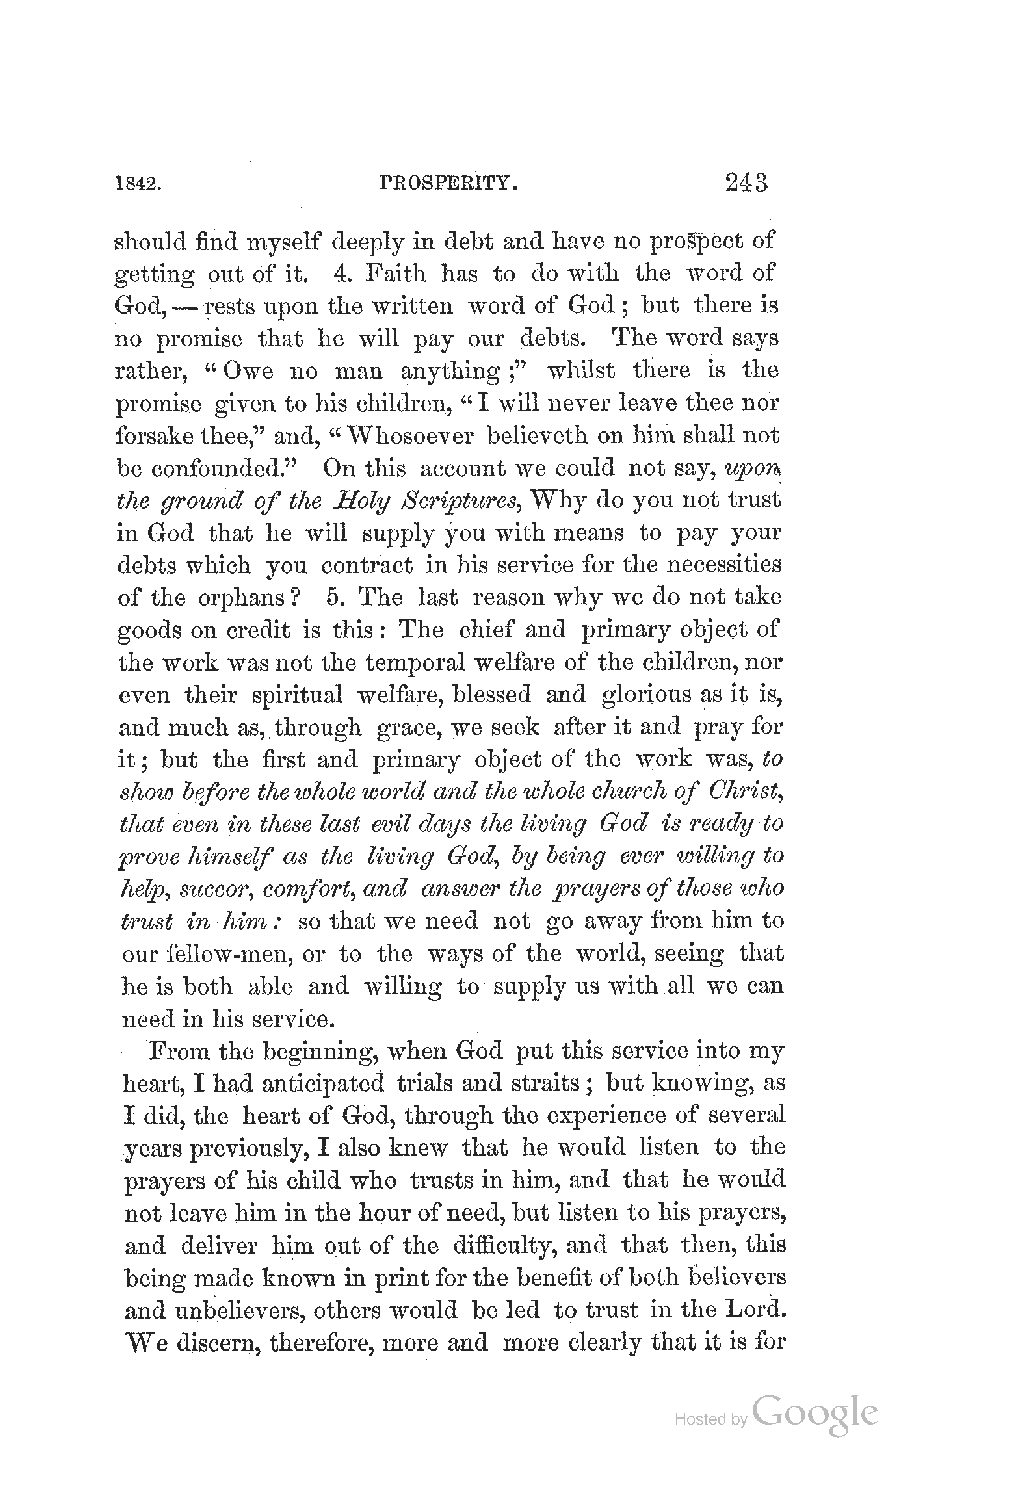 1842. PROSPERITY. 243
should find myself deeply in debt and have no prospect of
getting out of it. 4. Faith has to do with the word of
God,— rests upon the written word of God; but there is
no promise that he will pay our debts. The word says
rather, "Owe no man anything;" whilst there is the
promise given to his children, "I will never leave thee nor
forsake thee," and, "Whosoever believeth on him shall not
be confounded." On this account we could not say, upon
the ground of the Holy Scriptures, Why do you not trust
in God that he will supply you with means to pay your
debts which you contract in his service for the necessities
of the orphans? 5. The last reason why we do not take
goods on credit is this: The chief and primary object of
the work was not the temporal welfare of the children, nor
even their spiritual welfare, blessed and glorious as it is,
and much as, through grace, we seek after it and pray for
it; but the first and primary object of the work was, to
show before the whole world and the whole church of Christ,
that even in these last evil days the living God is ready to
prove himself as the living God, by being ever willing to
help, succor, comfort, and answer the prayers of those who
trust in him: so that we need not go away from him to
our fellow-men, or to the ways of the world, seeing that
he is both able and willing to supply us with all we can
need in his service.
From the beginning, when God put this service into my
heart, I had anticipated trials and straits; but knowing, as
I did, the heart of God, through the experience of several
years previously, I also knew that he would listen to the
prayers of his child who trusts in him, and that he would
not leave him in the hour of need, but listen to his prayers,
and deliver him out of the difficulty, and that then, this
being made known in print for the benefit of both believers
and unbelievers, others would be led to trust in the Lord.
We discern, therefore, more and more clearly that it is for
Hosted by Google